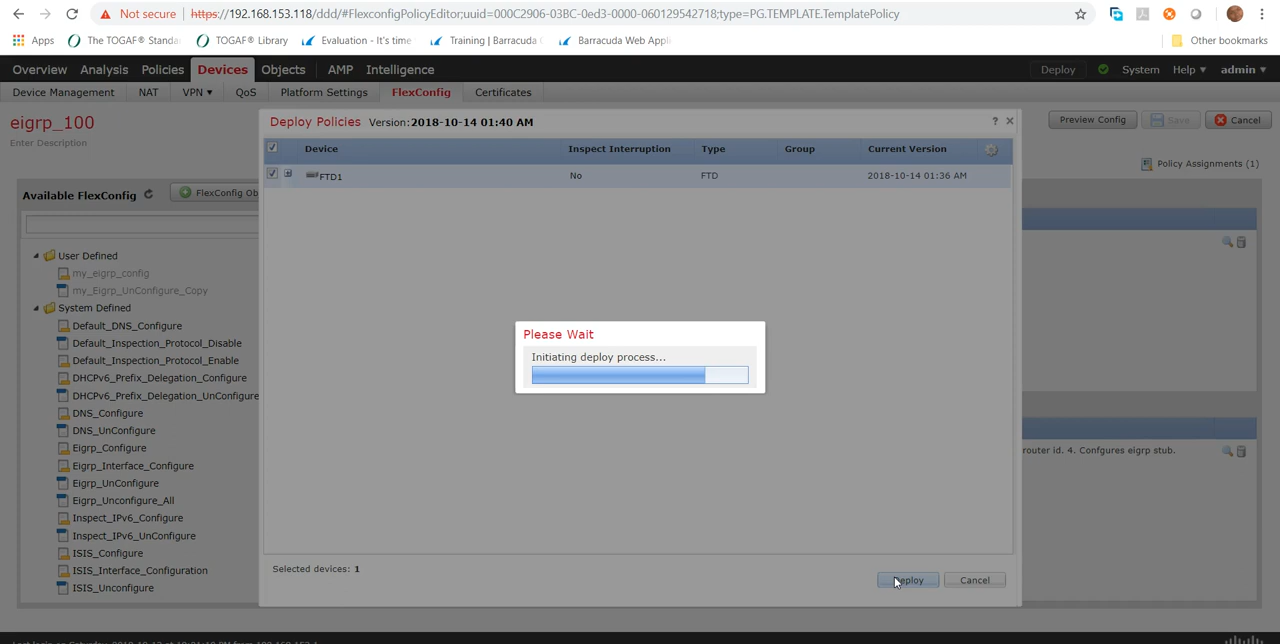 Not secure | https://192.168.153.118/ddd/#FlexconfigPolicyEditor;uuid=000C2906-03BC-0ed3-0000-060129542718;type=PG.TEMPLATE.TemplatePolicy
Apps The TOGAF® Standa TOGAF® Library Evaluation - It's time Training | Barracuda Barracuda Web Appl Other bookmarks
Overview Analysis Policies Devices Objects AMP Intelligence Deploy System Help ▼ admin ▼
Device Management NAT VPN ▼ QoS Platform Settings FlexConfig Certificates
eigrp_100
Enter Description
Preview Config Save Cancel
Policy Assignments (1)
Available FlexConfig FlexConfig Ob
User Defined
my_eigrp_config
my_Eigrp_UnConfigure_Copy
System Defined
Default_DNS_Configure
Default_Inspection_Protocol_Disable
Default_Inspection_Protocol_Enable
DHCPv6_Prefix_Delegation_Configure
DHCPv6_Prefix_Delegation_UnConfigure
DNS_Configure
DNS_UnConfigure
Eigrp_Configure
Eigrp_Interface_Configure
Eigrp_UnConfigure
Eigrp_Unconfigure_All
Inspect_IPv6_Configure
Inspect_IPv6_UnConfigure
ISIS_Configure
ISIS_Interface_Configuration
ISIS_Unconfigure
Deploy Policies Version:2018-10-14 01:40 AM ? ×
Device Inspect Interruption Type Group Current Version
FTD1 No FTD 2018-10-14 01:36 AM
Please Wait
Initiating deploy process...
Selected devices: 1
Deploy Cancel
router id. 4. Confgures eigrp stub.